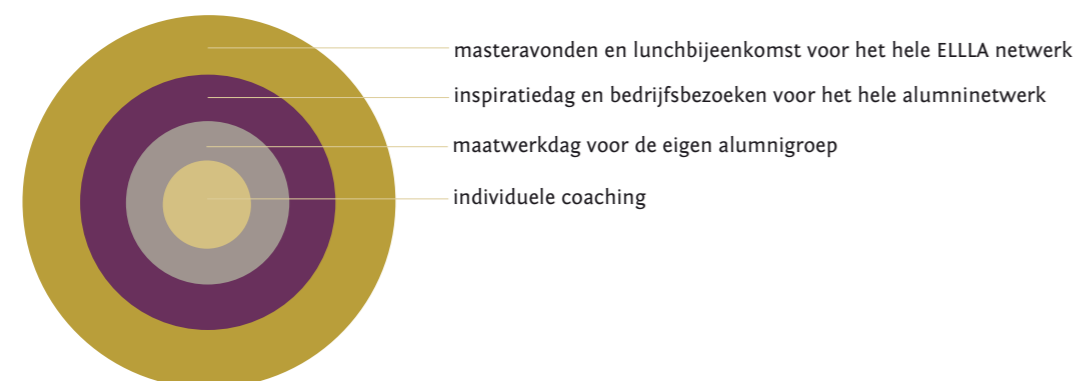 masteravonden en lunchbijeenkomst voor het hele ELLLA netwerk
inspiratiedag en bedrijfsbezoeken voor het hele alumninetwerk
maatwerkdag voor de eigen alumnigroep
individuele coaching